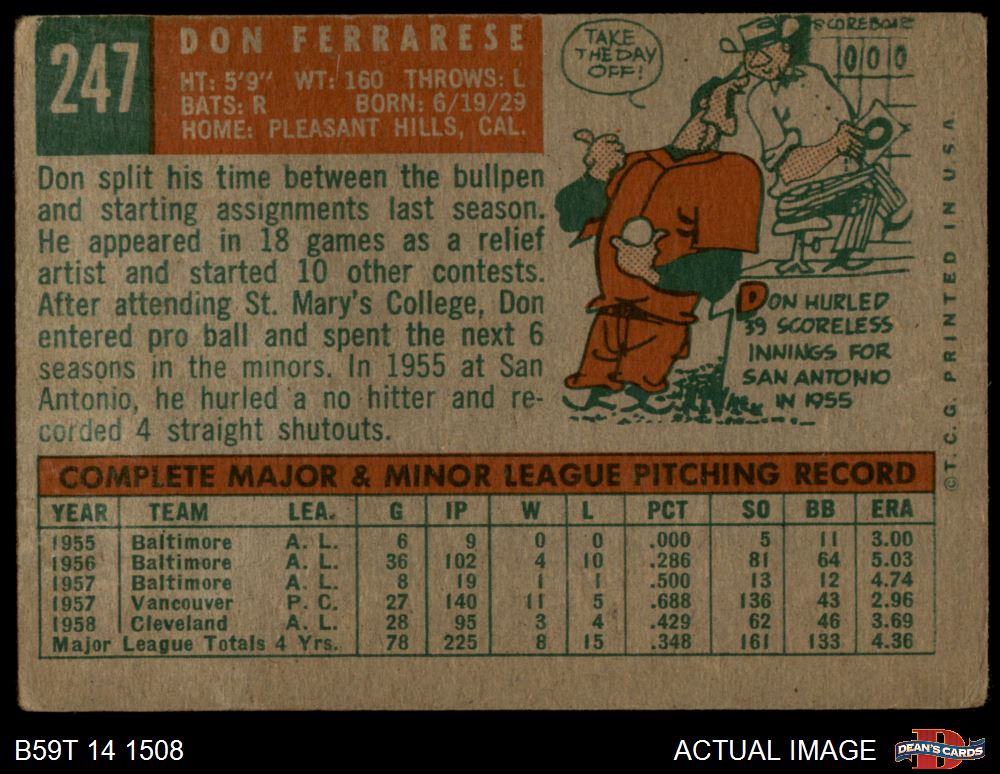 247
DON FERRARESE
HT: 5'9" WT: 160 THROWS: L
BATS: R BORN: 6/19/29
HOME: PLEASANT HILLS, CAL.
Don split his time between the bullpen
and starting assignments last season.
He appeared in 18 games as a relief
artist and started 10 other contests.
After attending St. Mary's College, Don
entered pro ball and spent the next 6
seasons in the minors. In 1955 at San
Antonio, he hurled a no hitter and re-
corded 4 straight shutouts.
TAKE
THE DAY
OFF!
000
DON HURLED
39 SCORELESS
INNINGS FOR
SAN ANTONIO
IN 1955
©T. C. G. PRINTED IN U.S.A.
COMPLETE MAJOR & MINOR LEAGUE PITCHING RECORD
YEAR TEAM LEA. G IP W L PCT SO BB ERA
1955 Baltimore A. L. 6 9 0 0 .000 5 11 3.00
1956 Baltimore A. L. 36 102 4 10 .286 81 64 5.03
1957 Baltimore A. L. 8 19 1 1 .500 13 12 4.74
1957 Vancouver P. C. 27 140 11 5 .688 136 43 2.96
1958 Cleveland A. L. 28 95 3 4 .429 62 46 3.69
Major League Totals 4 Yrs. 78 225 8 15 .348 161 133 4.36
B59T 14 1508
ACTUAL IMAGE
DEAN'S CARDS